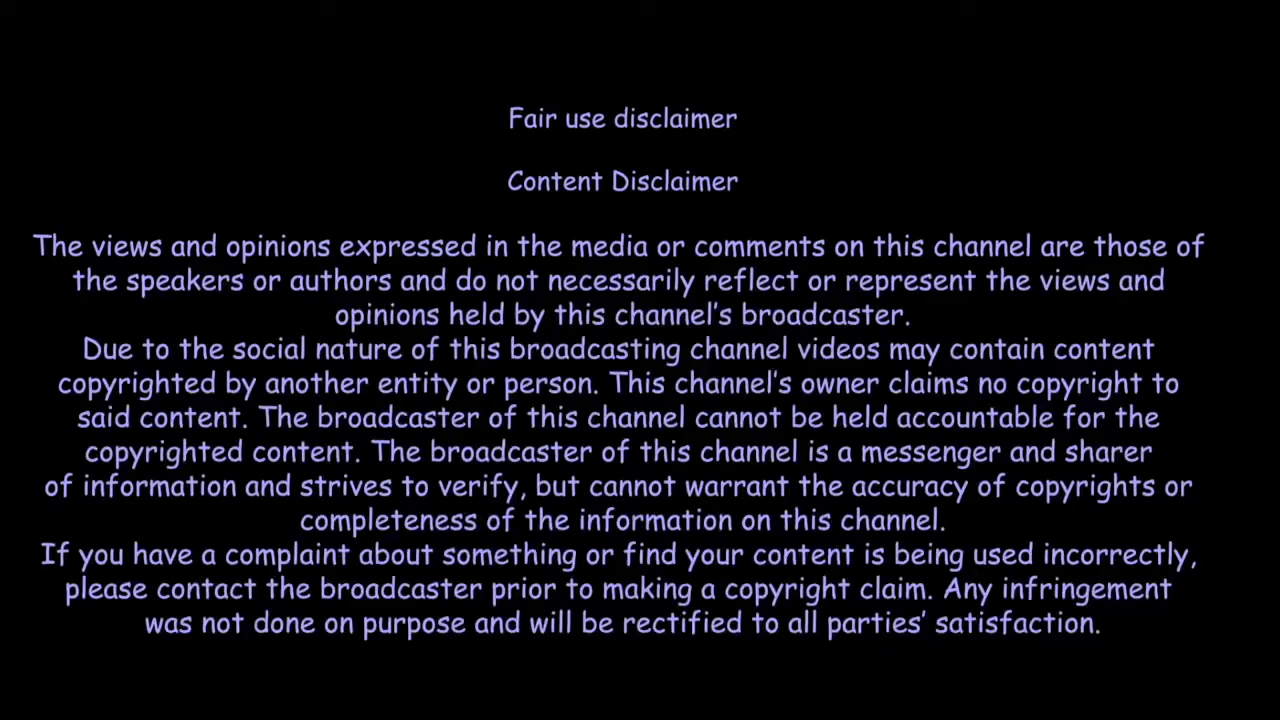 Fair use disclaimer
Content Disclaimer
The views and opinions expressed in the media or comments on this channel are those of
the speakers or authors and do not necessarily reflect or represent the views and
opinions held by this channel's broadcaster.
Due to the social nature of this broadcasting channel videos may contain content
copyrighted by another entity or person. This channel's owner claims no copyright to
said content. The broadcaster of this channel cannot be held accountable for the
copyrighted content. The broadcaster of this channel is a messenger and sharer
of information and strives to verify, but cannot warrant the accuracy of copyrights or
completeness of the information on this channel.
If you have a complaint about something or find your content is being used incorrectly,
please contact the broadcaster prior to making a copyright claim. Any infringement
was not done on purpose and will be rectified to all parties’ satisfaction.